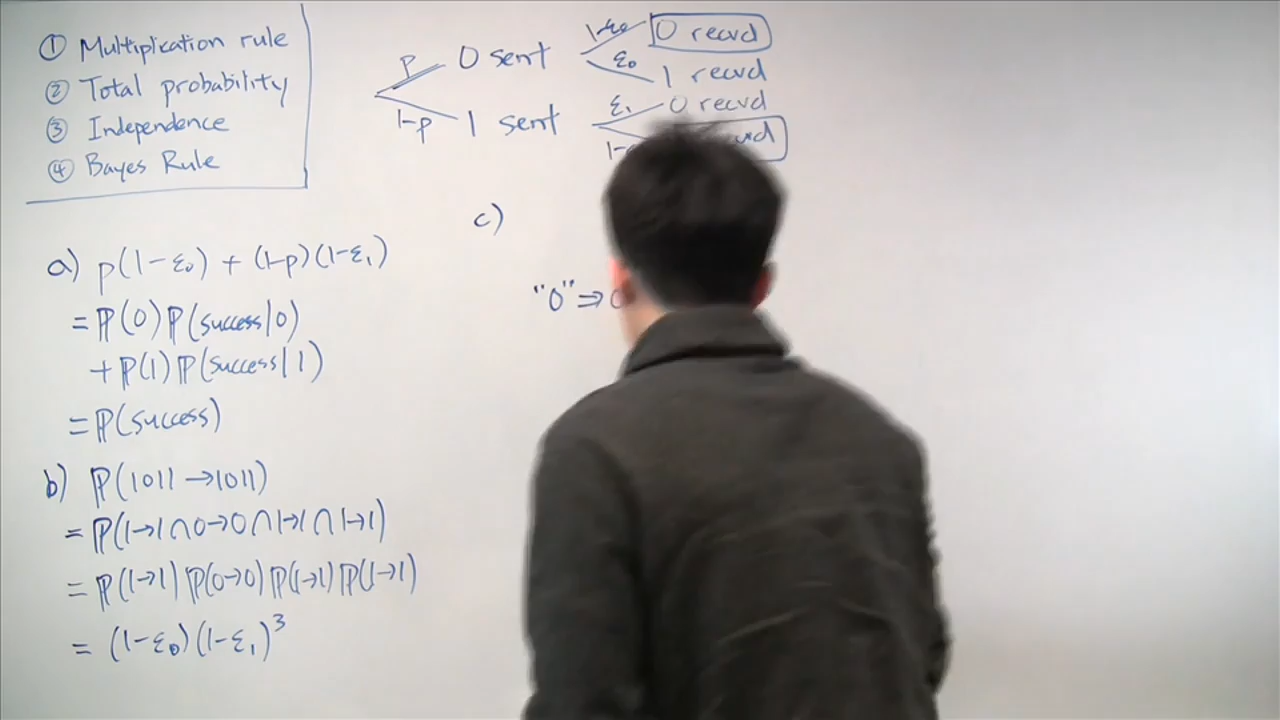 ① Multiplication rule
② Total probability
③ Independence
④ Bayes Rule
p 0 sent 1-ε₀ 0 recvd
ε₀ 1 recvd
1-p 1 sent ε₁ 0 recvd
1-
a) p(1-ε₀) + (1-p)(1-ε₁)
= ℙ(0)ℙ(success|0)
+ ℙ(1)ℙ(success|1)
= ℙ(success)
b) ℙ(1011 →1011)
= ℙ(1→1∩0→0∩1→1∩1→1)
= ℙ(1→1)ℙ(0→0)ℙ(1→1)ℙ(1→1)
= (1-ε₀)(1-ε₁)³
c)
"0"⇒0